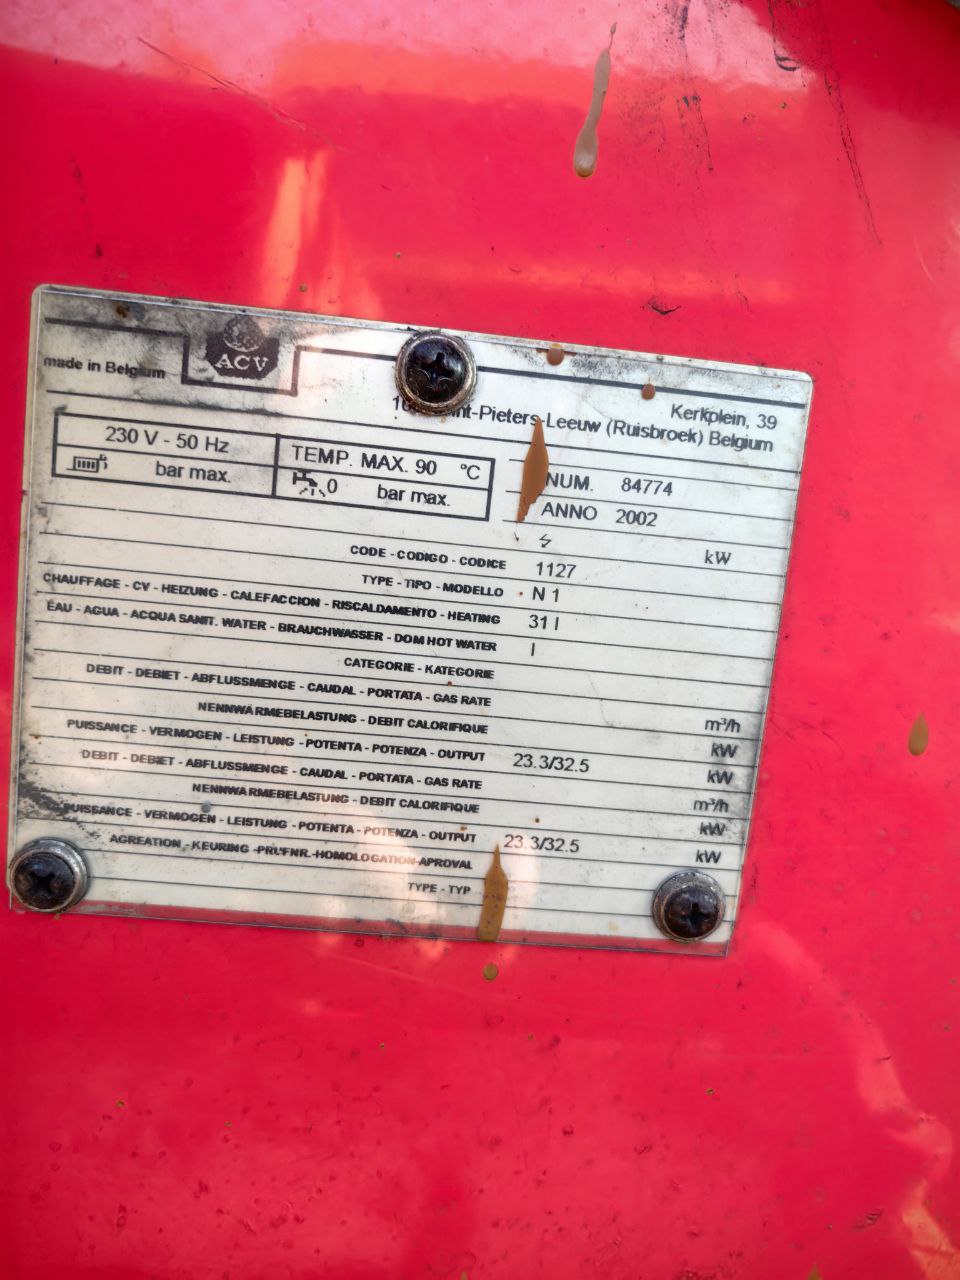 ACV
made in Belgium
Kerkplein, 39
-Pieters-Leeuw (Ruisbroek) Belgium
230 V - 50 Hz
bar max.
TEMP. MAX. 90 °C
0 bar max.
NUM. 84774
ANNO 2002
kW
CODE - CODIGO - CODICE 1127
TYPE - TIPO - MODELLO N 1
CHAUFFAGE - CV - HEIZUNG - CALEFACCION - RISCALDAMENTO - HEATING 31 l
EAU - AGUA - ACQUA SANIT. WATER - BRAUCHWASSER - DOM HOT WATER l
CATEGORIE - KATEGORIE
DEBIT - DEBIET - ABFLUSSMENGE - CAUDAL - PORTATA - GAS RATE m³/h
NENNWARMEBELASTUNG - DEBIT CALORIFIQUE kW
PUISSANCE - VERMOGEN - LEISTUNG - POTENTA - POTENZA - OUTPUT 23.3/32.5 kW
DEBIT - DEBIET - ABFLUSSMENGE - CAUDAL - PORTATA - GAS RATE m³/h
NENNWARMEBELASTUNG - DEBIT CALORIFIQUE kW
PUISSANCE - VERMOGEN - LEISTUNG - POTENTA - POTENZA - OUTPUT 23.3/32.5 kW
AGREATION - KEURING - -HOMOLOGATION-APROVAL
TYPE - TYP